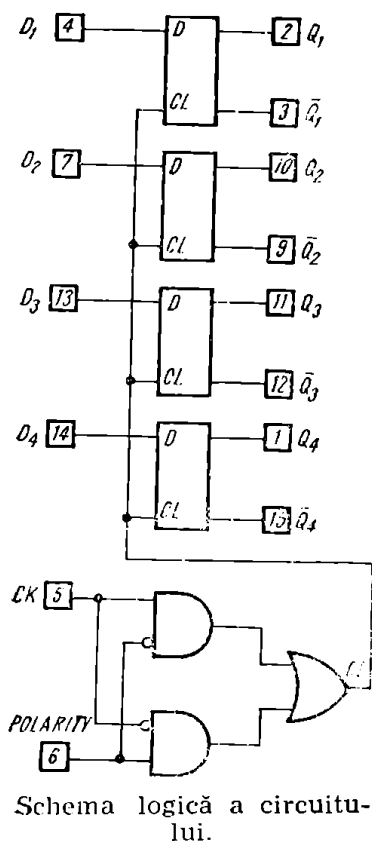 D₁ 4 D 2 Q₁
CL 3 Q̄₁
D₂ 7 D 10 Q₂
CL 9 Q̄₂
D₃ 13 D 11 Q₃
CL 12 Q̄₃
D₄ 14 D 1 Q₄
CL 15 Q̄₄
CK 5
CL
POLARITY
6
Schema logică a circuitu-
lui.